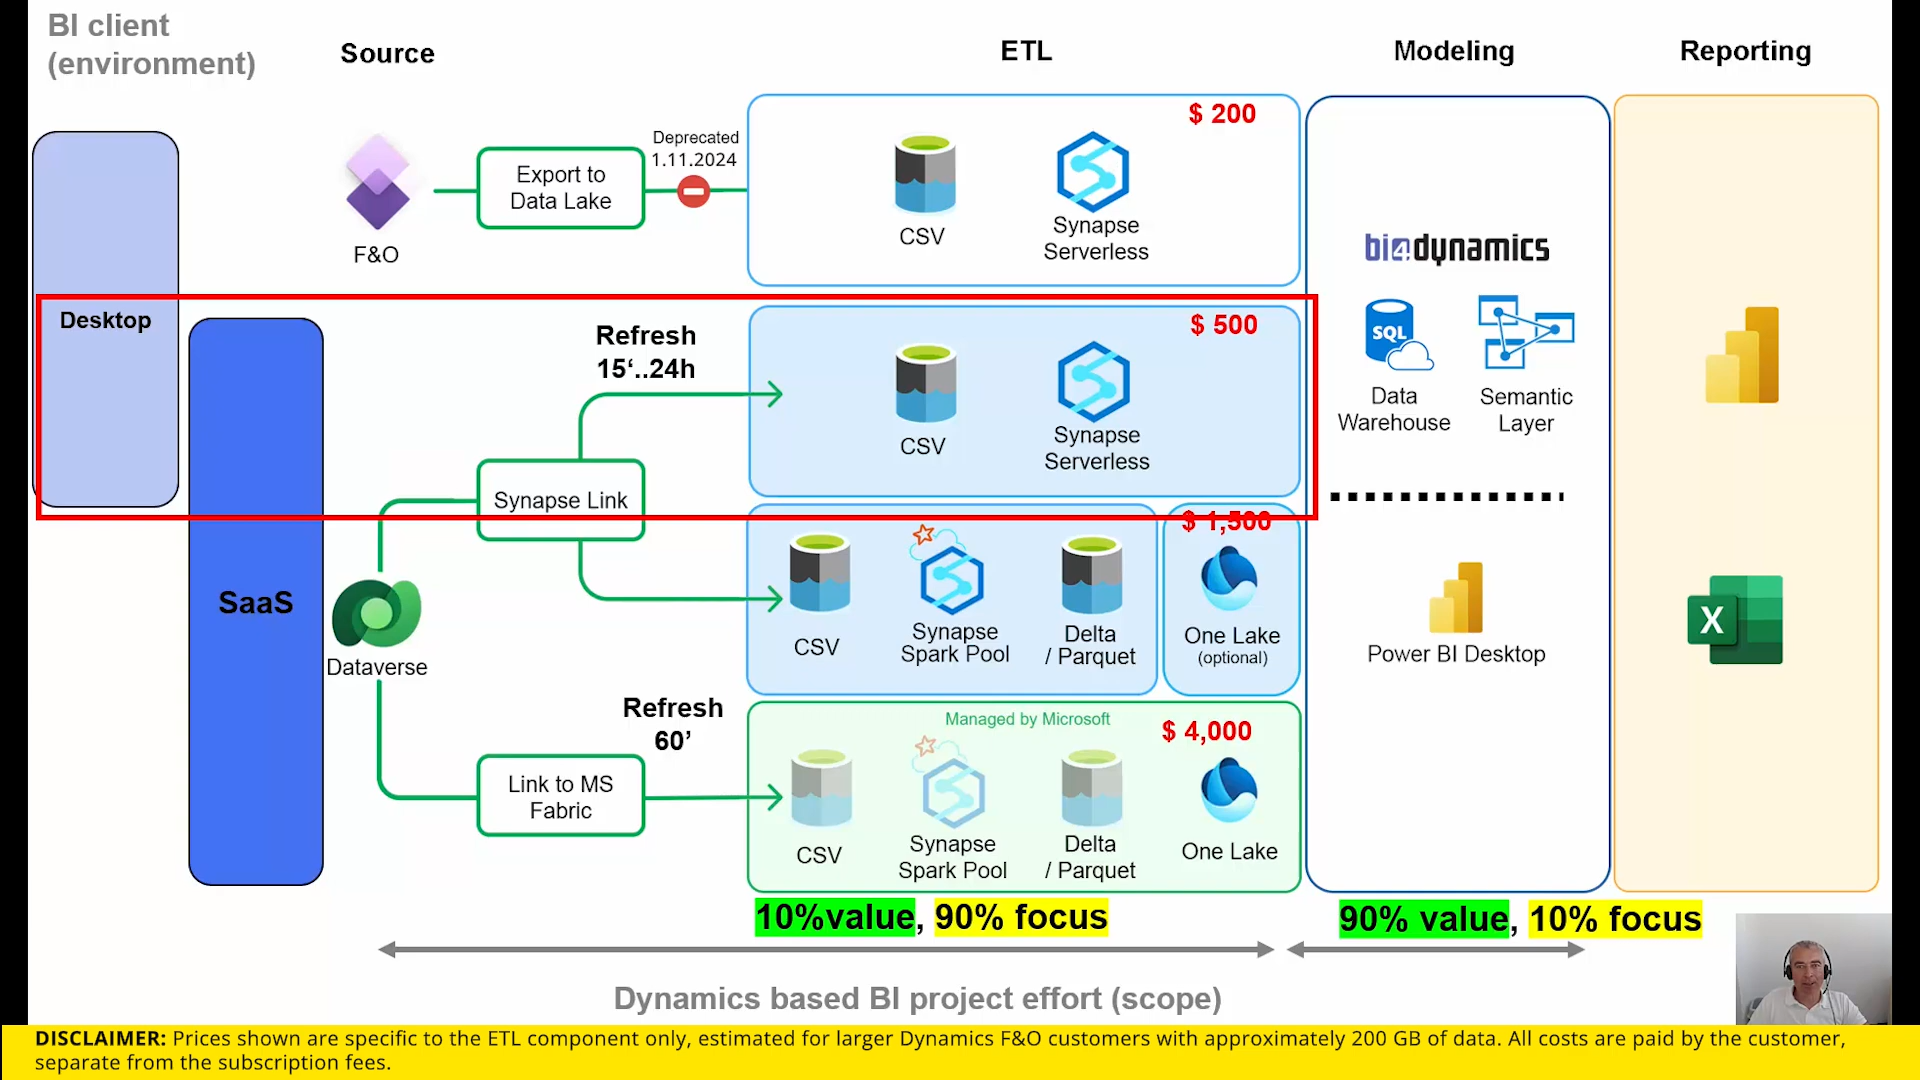 BI client
(environment)
Source
ETL
Modeling
Reporting
Deprecated
1.11.2024
Export to
Data Lake
F&O
$ 200
CSV
Synapse
Serverless
Desktop
Refresh
15‘..24h
$ 500
CSV
Synapse
Serverless
Synapse Link
bi4dynamics
SQL
Data
Warehouse
Semantic
Layer
SaaS
Dataverse
$ 1,500
CSV
Synapse
Spark Pool
Delta
/ Parquet
One Lake
(optional)
Power BI Desktop
X
Refresh
60’
Link to MS
Fabric
Managed by Microsoft
$ 4,000
CSV
Synapse
Spark Pool
Delta
/ Parquet
One Lake
10%value, 90% focus
90% value, 10% focus
Dynamics based BI project effort (scope)
DISCLAIMER: Prices shown are specific to the ETL component only, estimated for larger Dynamics F&O customers with approximately 200 GB of data. All costs are paid by the customer,
separate from the subscription fees.